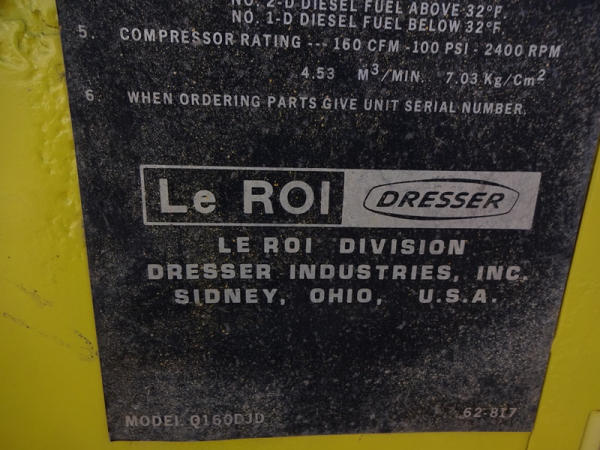 NO. 2-D DIESEL FUEL ABOVE 32°F.
NO. 1-D DIESEL FUEL BELOW 32°F.
5. COMPRESSOR RATING --- 160 CFM -100 PSI - 2400 RPM
4.53 M³/MIN. 7.03 Kg/Cm²
6. WHEN ORDERING PARTS GIVE UNIT SERIAL NUMBER.
Le ROI DRESSER
LE ROI DIVISION
DRESSER INDUSTRIES, INC.
SIDNEY, OHIO, U.S.A.
MODEL Q160DJD 62-817